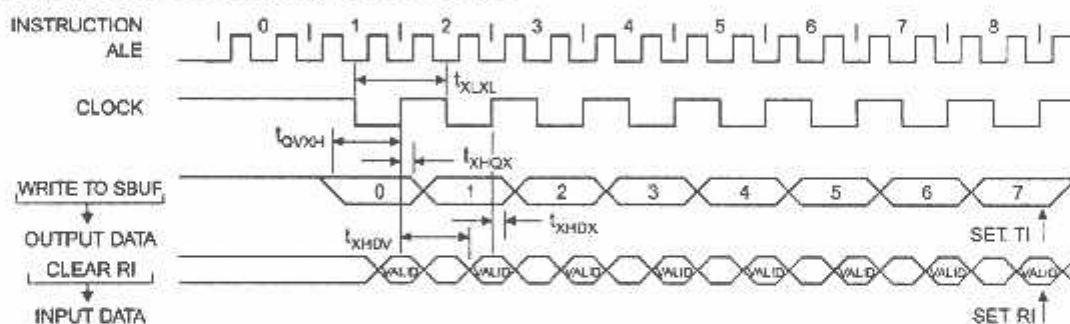 INSTRUCTION
0 1 2 3 4 5 6 7 8
ALE
tXLXL
CLOCK
tQVXH
tXHQX
WRITE TO SBUF
0 1 2 3 4 5 6 7
tXHDX
OUTPUT DATA
tXHDV
SET TI
CLEAR RI
VALID VALID VALID VALID VALID VALID VALID VALID
INPUT DATA
SET RI